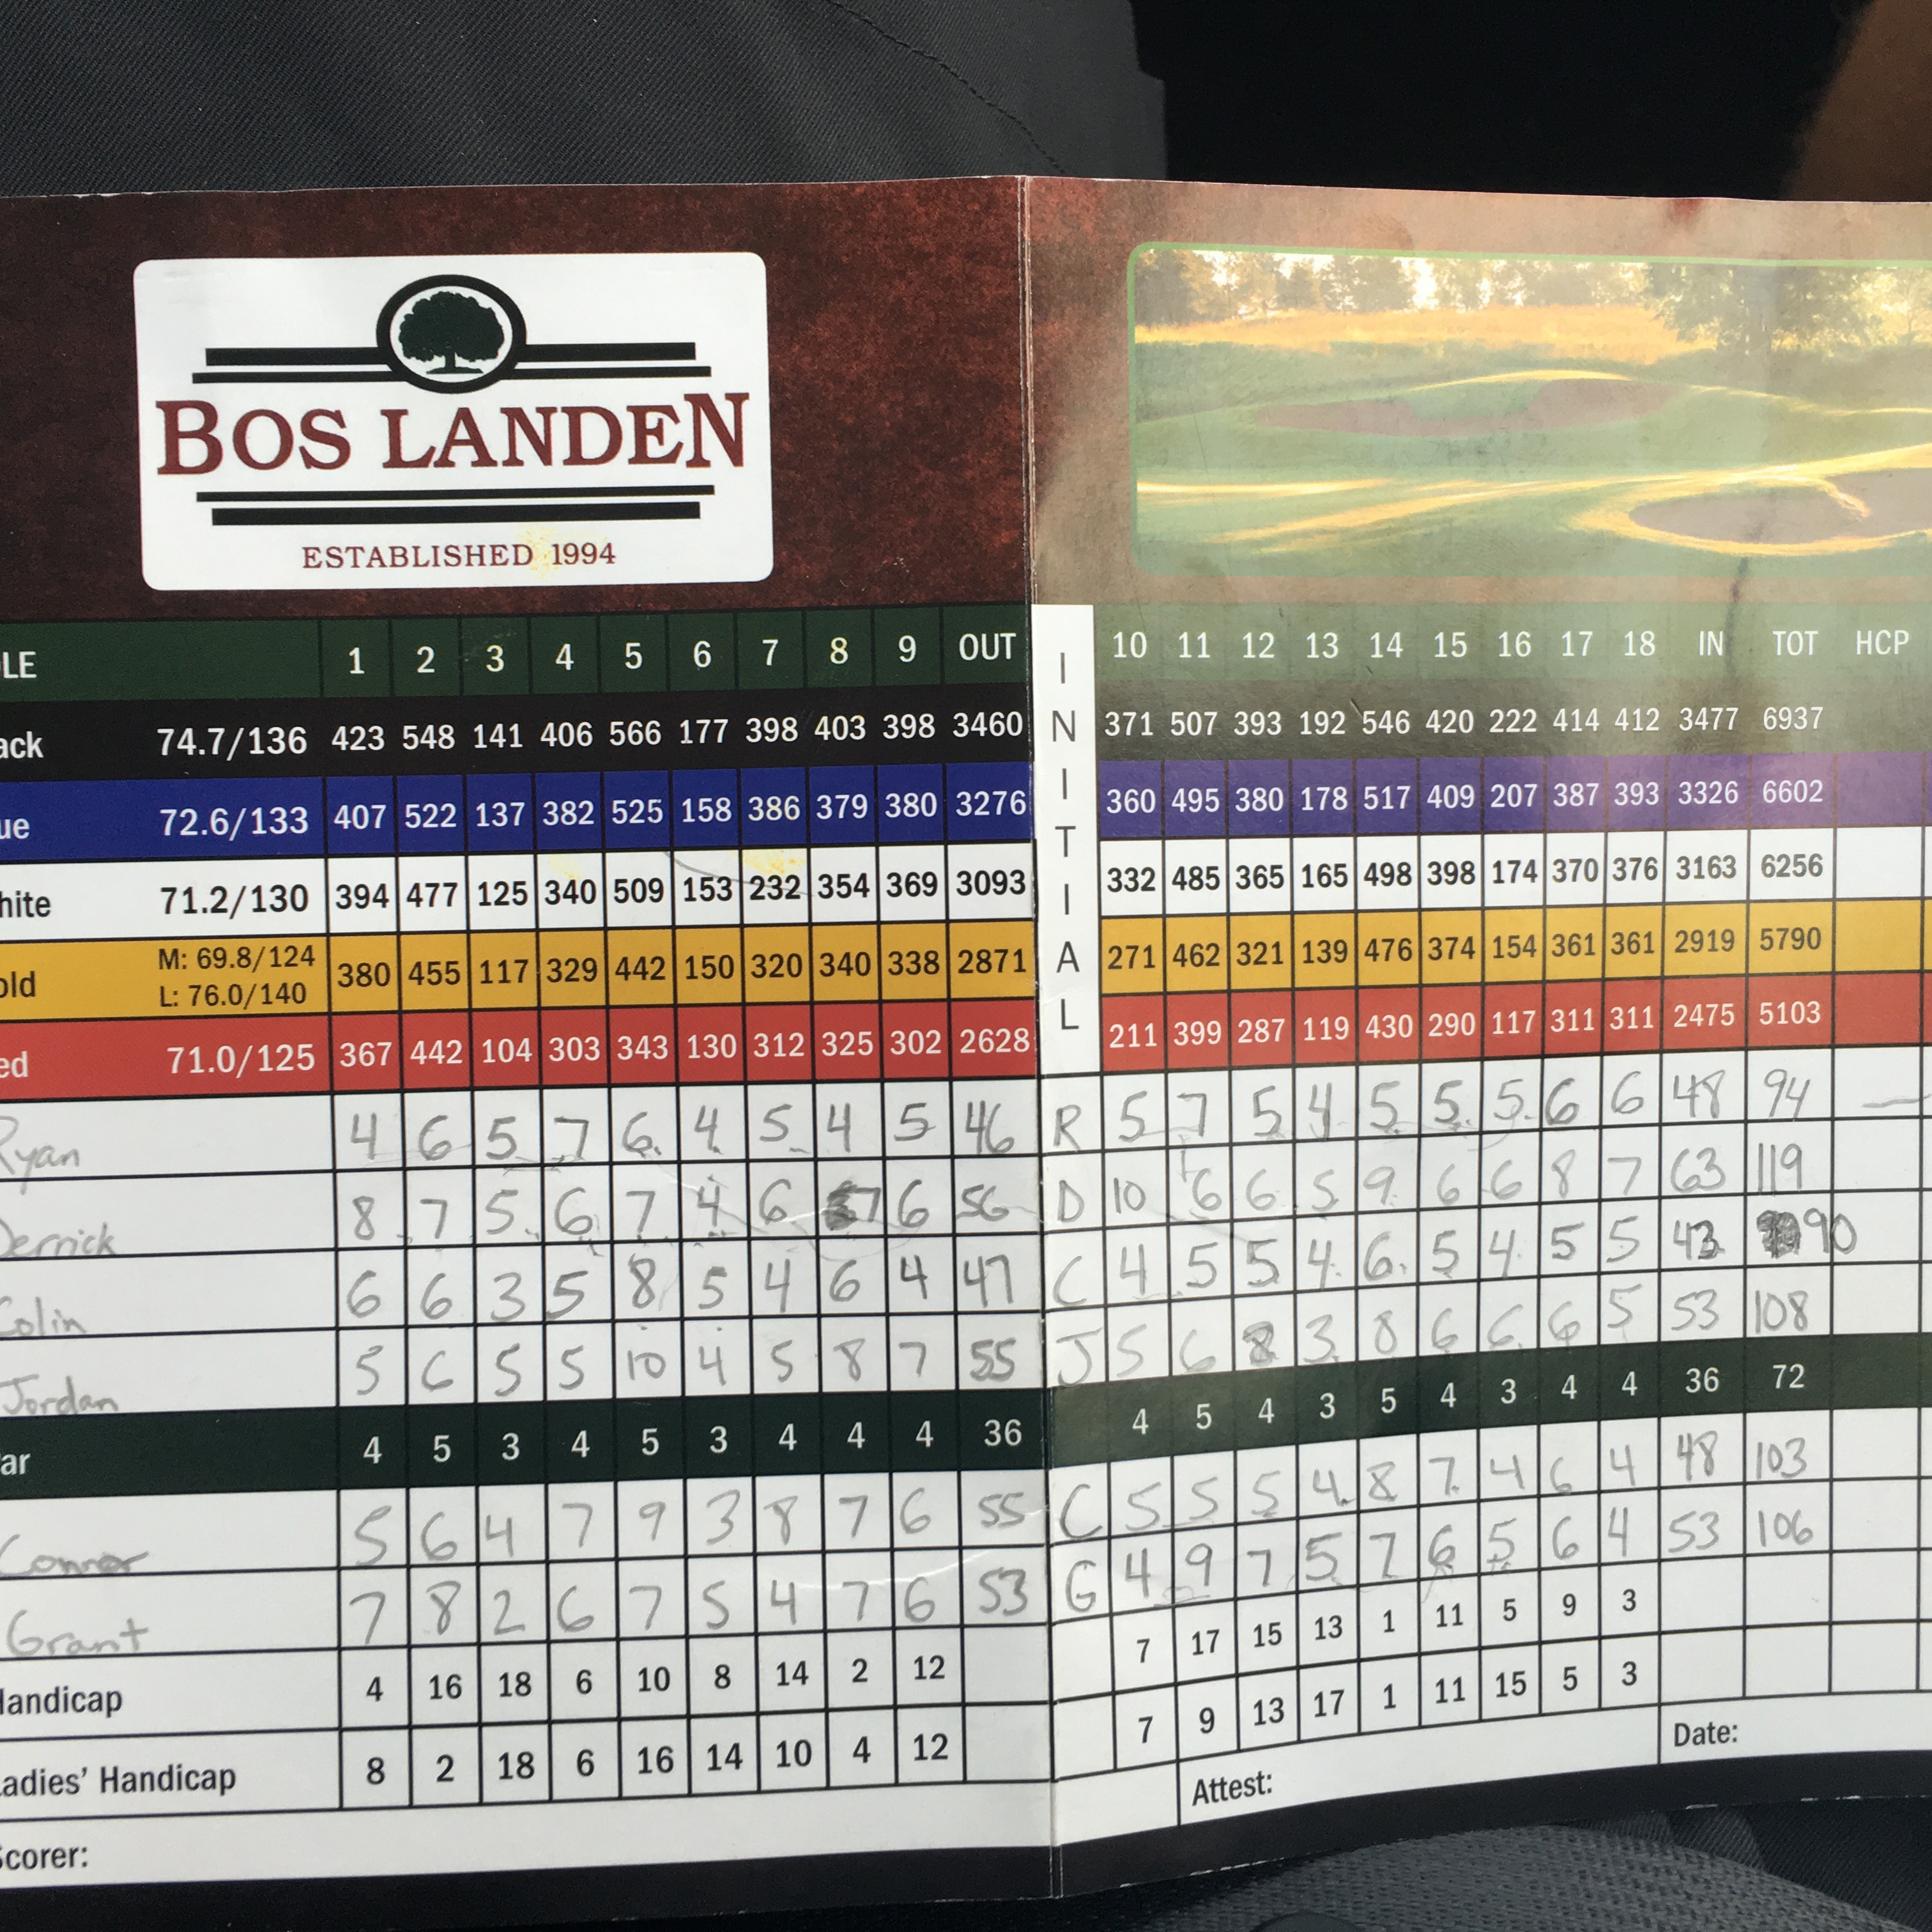 BOS LANDEN
ESTABLISHED 1994
LE 1 2 3 4 5 6 7 8 9 OUT INITIAL 10 11 12 13 14 15 16 17 18 IN TOT HCP
ack 74.7/136 423 548 141 406 566 177 398 403 398 3460 371 507 393 192 546 420 222 414 412 3477 6937
ue 72.6/133 407 522 137 382 525 158 386 379 380 3276 360 495 380 178 517 409 207 387 393 3326 6602
hite 71.2/130 394 477 125 340 509 153 232 354 369 3093 332 485 365 165 498 398 174 370 376 3163 6256
old M: 69.8/124 L: 76.0/140 380 455 117 329 442 150 320 340 338 2871 271 462 321 139 476 374 154 361 361 2919 5790
ed 71.0/125 367 442 104 303 343 130 312 325 302 2628 211 399 287 119 430 290 117 311 311 2475 5103
Ryan 4 6 5 7 6 4 5 4 5 46 R 5 7 5 4 5 5 5 6 6 48 94 —
Derrick 8 7 5 6 7 4 6 7 6 56 D 10 6 6 5 9 6 6 8 7 63 119
Colin 6 6 3 5 8 5 4 6 4 47 C 4 5 5 4 6 5 4 5 5 43 90
Jordan 5 6 5 5 10 4 5 8 7 55 J 5 6 8 3 8 6 6 6 5 53 108
ar 4 5 3 4 5 3 4 4 4 36 4 5 4 3 5 4 3 4 4 36 72
Connor 5 6 4 7 9 3 8 7 6 55 C 5 5 5 4 8 7 4 6 4 48 103
Grant 7 8 2 6 7 5 4 7 6 53 G 4 9 7 5 7 6 5 6 4 53 106
Handicap 4 16 18 6 10 8 14 2 12 7 17 15 13 1 11 5 9 3
adies' Handicap 8 2 18 6 16 14 10 4 12 7 9 13 17 1 11 15 5 3
Scorer: Attest: Date: